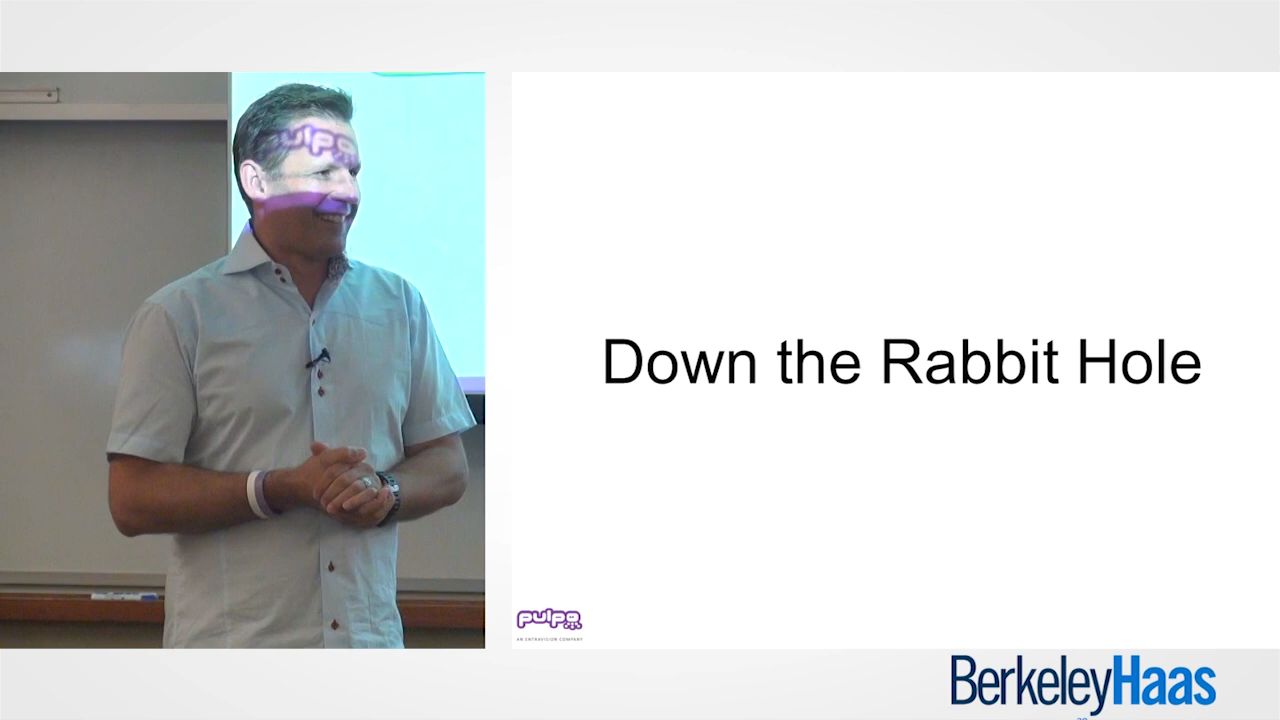 pulpo
Down the Rabbit Hole
pulpo
AN ENTRAVISION COMPANY
BerkeleyHaas